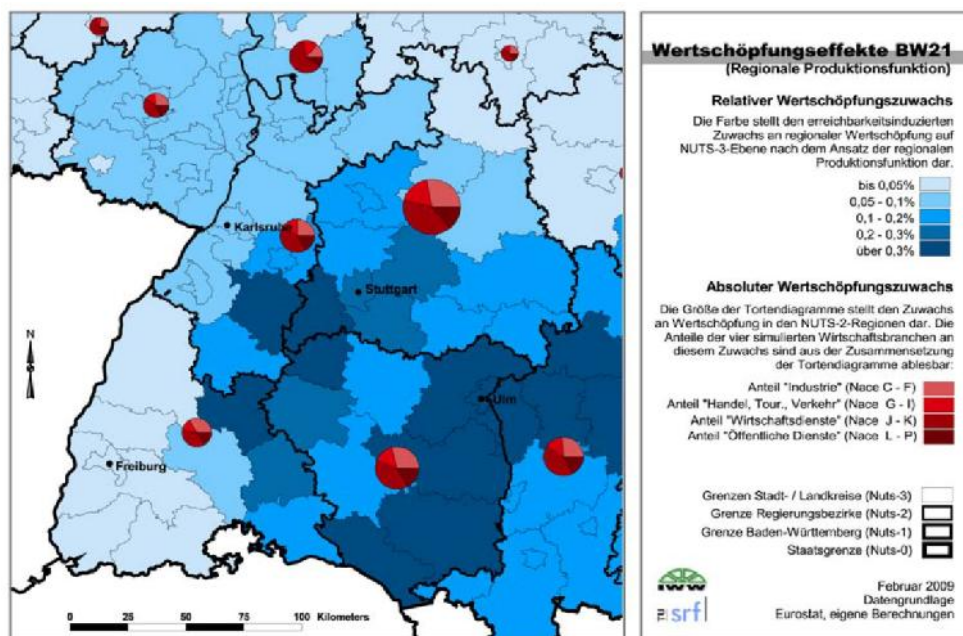 Karlsruhe
Stuttgart
Ulm
Freiburg
N
0 20 40 60 80 100 Kilometers
Wertschöpfungseffekte BW21
(Regionale Produktionsfunktion)
Relativer Wertschöpfungszuwachs
Die Farbe stellt den erreichbarkeitsinduzierten
Zuwachs an regionaler Wertschöpfung auf
NUTS-3-Ebene nach dem Ansatz der regionalen
Produktionsfunktion dar.
bis 0,05%
0,05 - 0,1%
0,1 - 0,2%
0,2 - 0,3%
über 0,3%
Absoluter Wertschöpfungszuwachs
Die Größe der Tortendiagramme stellt den Zuwachs
an Wertschöpfung in den NUTS-2-Regionen dar. Die
Anteile der vier simulierten Wirtschaftsbranchen an
diesem Zuwachs sind aus der Zusammensetzung
der Tortendiagramme ablesbar:
Anteil "Industrie" (Nace C - F)
Anteil "Handel, Tour., Verkehr" (Nace G - I)
Anteil "Wirtschaftsdienste" (Nace J - K)
Anteil "Öffentliche Dienste" (Nace L - P)
Grenzen Stadt- / Landkreise (Nuts-3)
Grenze Regierungsbezirke (Nuts-2)
Grenze Baden-Württemberg (Nuts-1)
Staatsgrenze (Nuts-0)
IWW
TU srf
Februar 2009
Datengrundlage
Eurostat, eigene Berechnungen